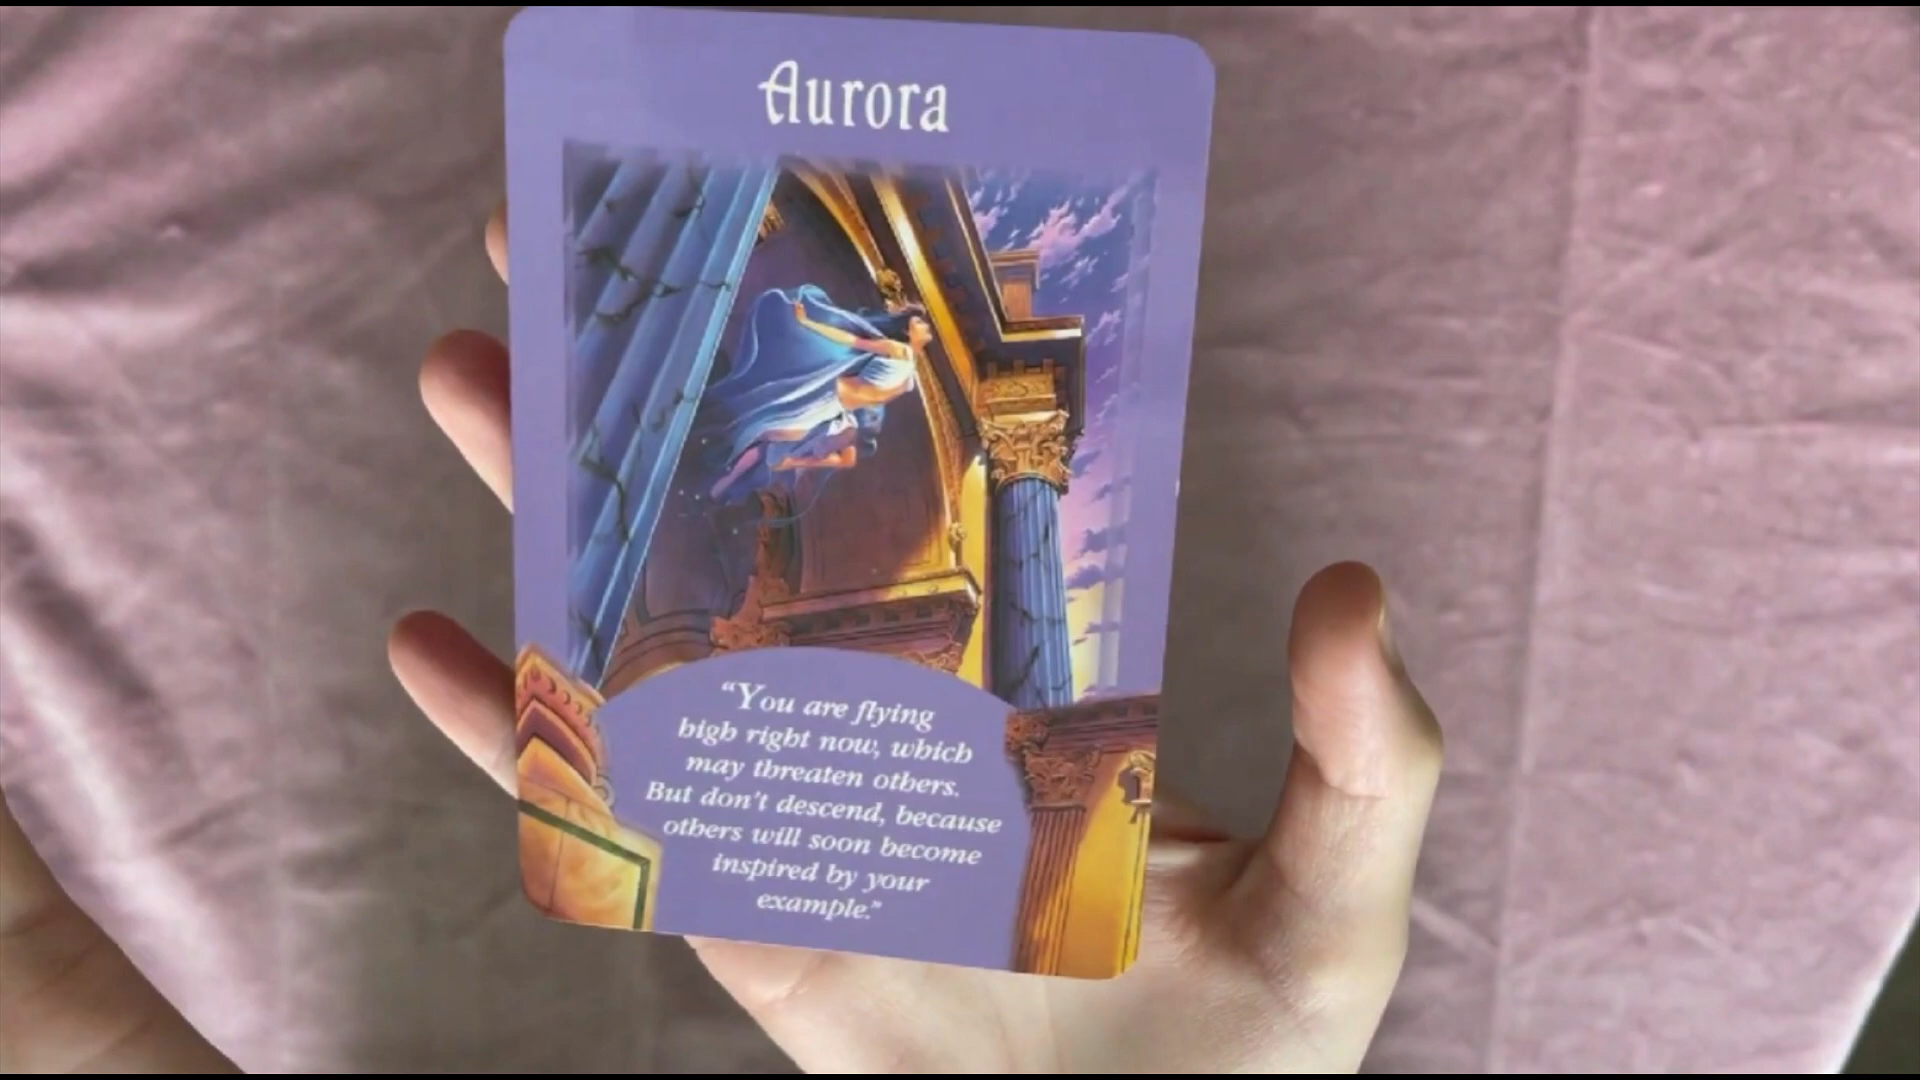 Aurora
“You are flying
high right now, which
may threaten others.
But don't descend, because
others will soon become
inspired by your
example.”